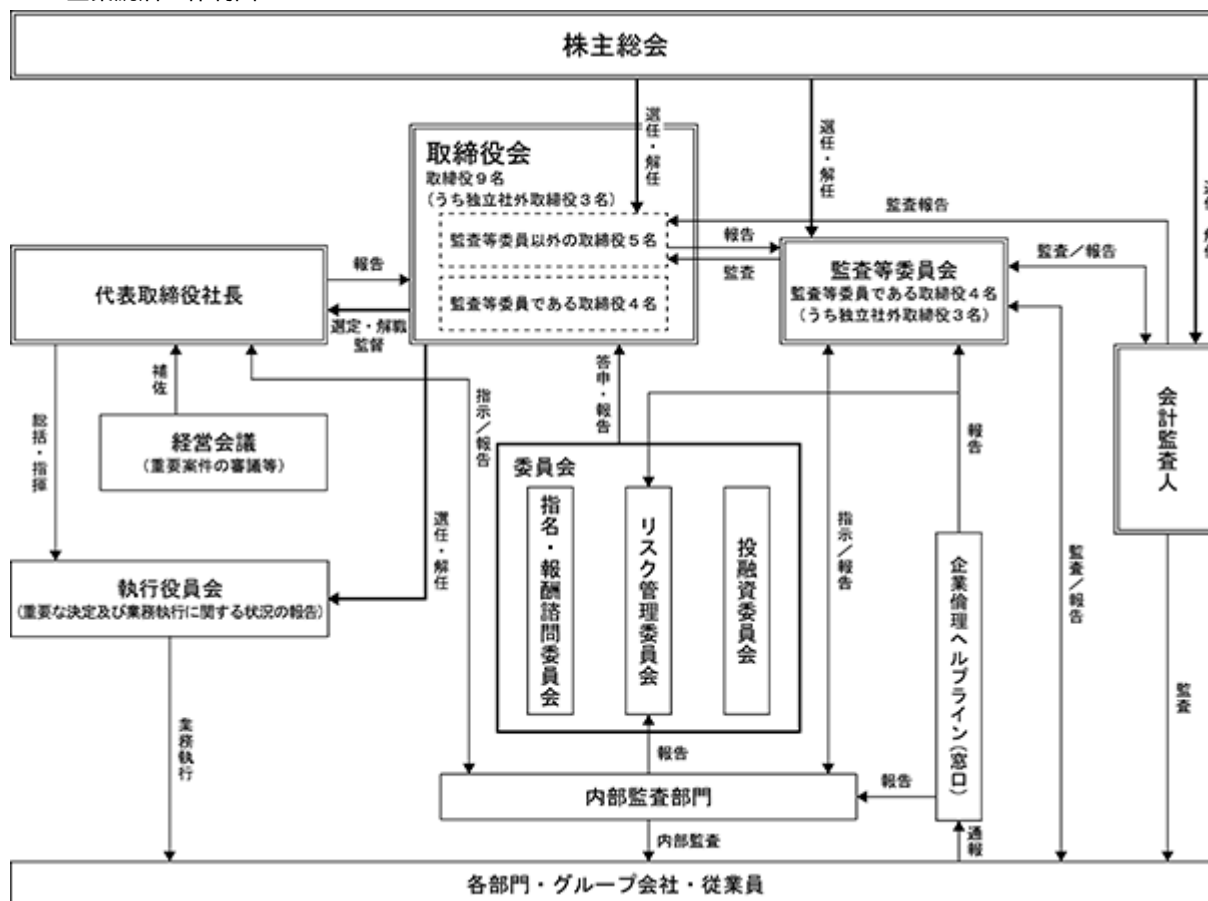 株主総会
選任・解任
選任・解任
取締役会
取締役9名
(うち独立社外取締役3名)
監査等委員以外の取締役5名
監査等委員である取締役4名
監査報告
報告
監査
監査等委員会
監査等委員である取締役4名
(うち独立社外取締役3名)
監査/報告
代表取締役社長
報告
選定・解職
監督
補佐
経営会議
(重要案件の審議等)
総括・指揮
指示/報告
答申・報告
選任・解任
委員会
指名・報酬諮問委員会
リスク管理委員会
投融資委員会
報告
指示/報告
監査/報告
会計監査人
監査
執行役員会
(重要な決定及び業務執行に関する状況の報告)
業務執行
企業倫理ヘルプライン(窓口)
報告
内部監査部門
報告
内部監査
通報
各部門・グループ会社・従業員